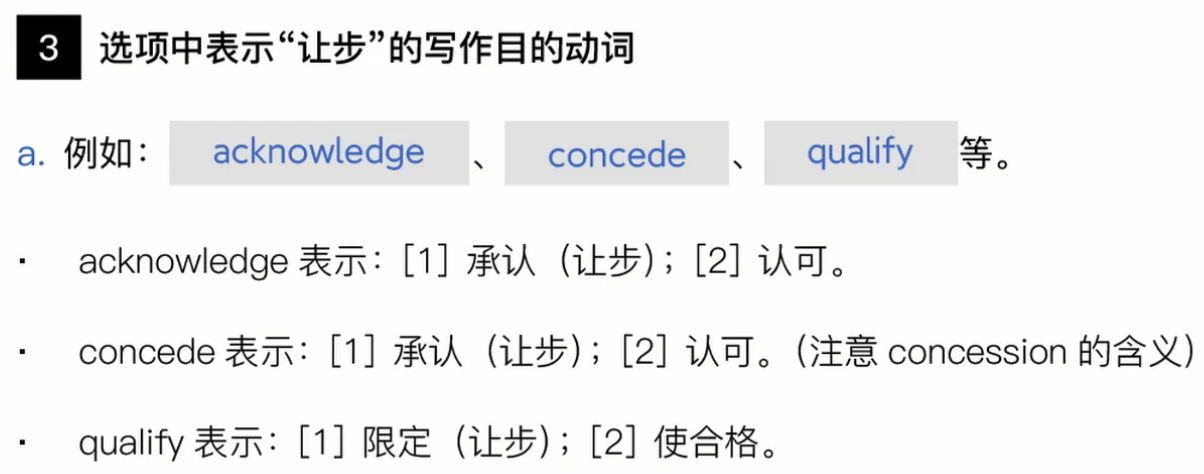 3 选项中表示“让步”的写作目的动词
a. 例如： acknowledge 、 concede 、 qualify 等。
· acknowledge 表示：[1] 承认（让步）；[2] 认可。
· concede 表示：[1] 承认（让步）；[2] 认可。（注意 concession 的含义）
· qualify 表示：[1] 限定（让步）；[2] 使合格。